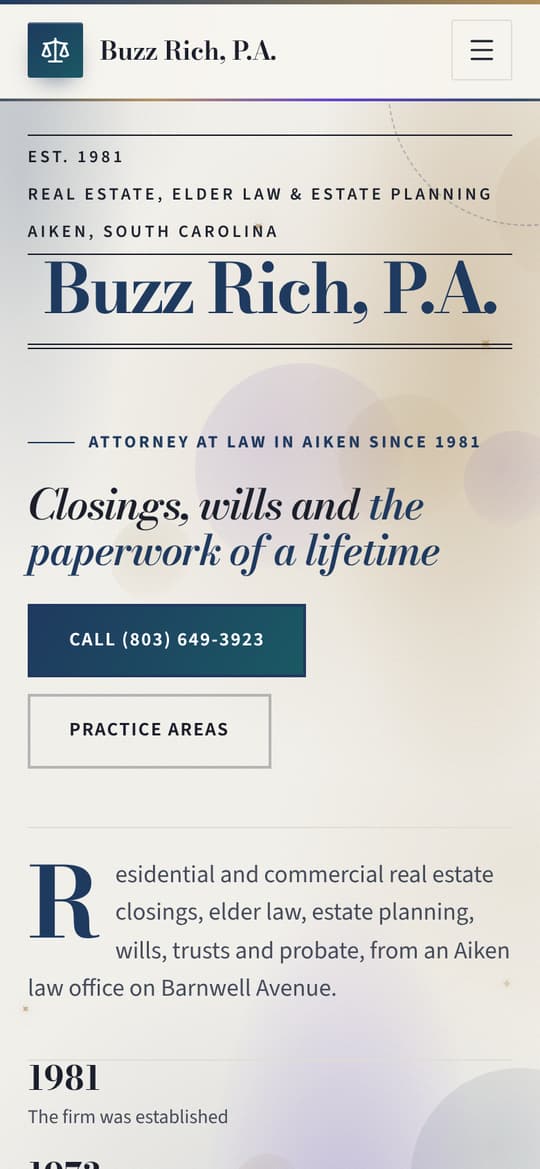 Buzz Rich, P.A.
EST. 1981
REAL ESTATE, ELDER LAW & ESTATE PLANNING
AIKEN, SOUTH CAROLINA
Buzz Rich, P.A.
ATTORNEY AT LAW IN AIKEN SINCE 1981
Closings, wills and the
paperwork of a lifetime
CALL (803) 649-3923
PRACTICE AREAS
Residential and commercial real estate
closings, elder law, estate planning,
wills, trusts and probate, from an Aiken
law office on Barnwell Avenue.
1981
The firm was established